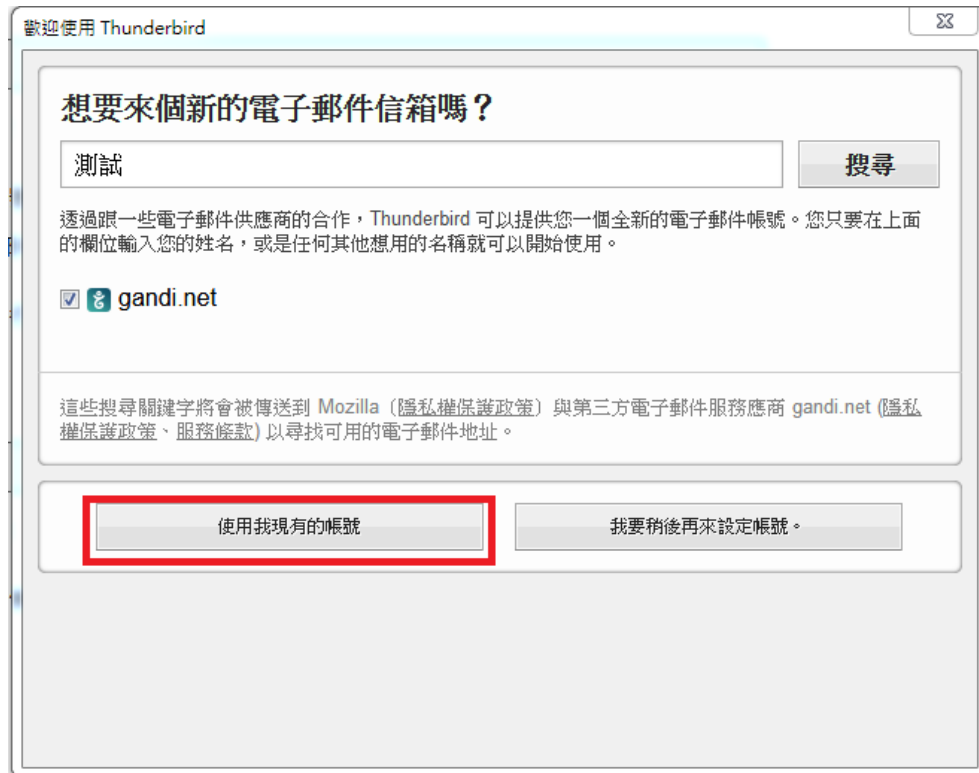 歡迎使用 Thunderbird
想要來個新的電子郵件信箱嗎？
測試
搜尋
透過跟一些電子郵件供應商的合作，Thunderbird 可以提供您一個全新的電子郵件帳號。您只要在上面
的欄位輸入您的姓名，或是任何其他想用的名稱就可以開始使用。
gandi.net
這些搜尋關鍵字將會被傳送到 Mozilla（隱私權保護政策）與第三方電子郵件服務應商 gandi.net (隱私
權保護政策、服務條款) 以尋找可用的電子郵件地址。
使用我現有的帳號
我要稍後再來設定帳號。